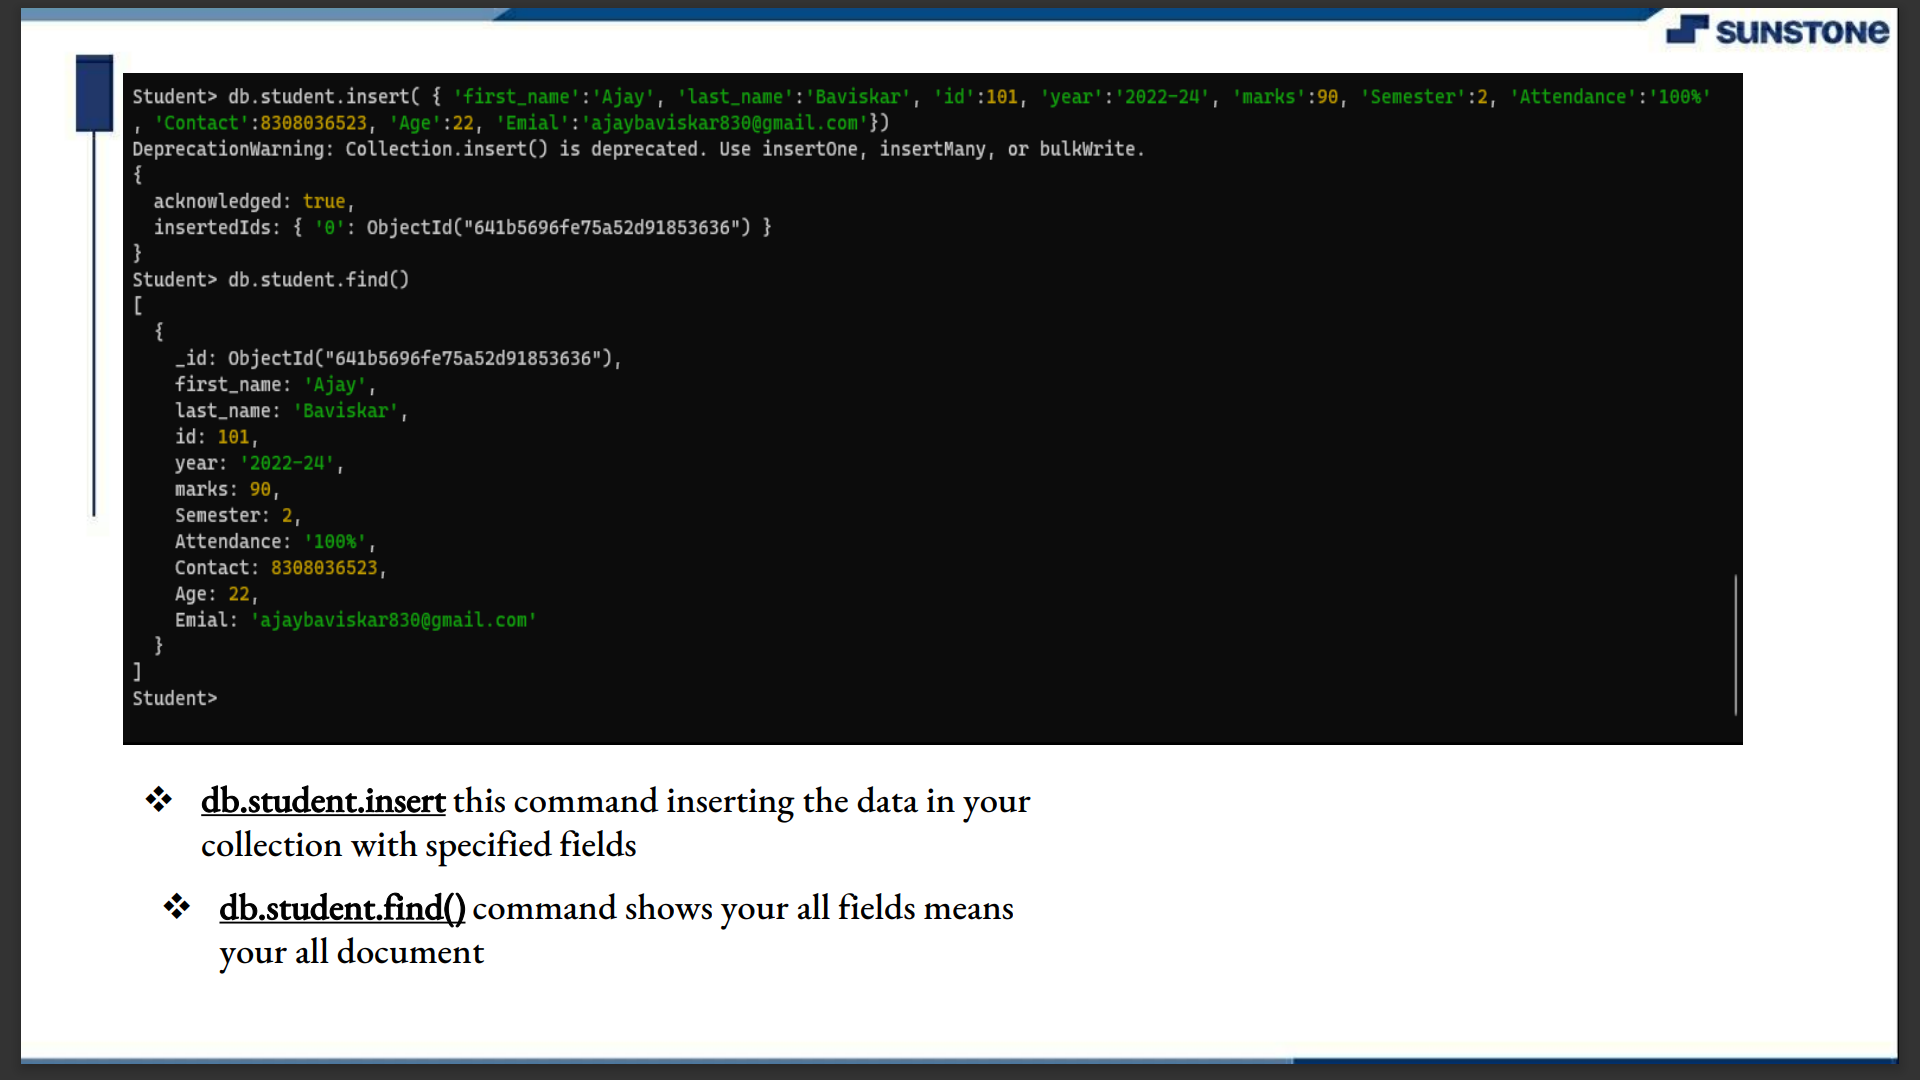 SUNSTONE
Student> db.student.insert( { 'first_name':'Ajay', 'last_name':'Baviskar', 'id':101, 'year':'2022-24', 'marks':90, 'Semester':2, 'Attendance':'100%'
, 'Contact':8308036523, 'Age':22, 'Emial':'ajaybaviskar830@gmail.com'})
DeprecationWarning: Collection.insert() is deprecated. Use insertOne, insertMany, or bulkWrite.
{
  acknowledged: true,
  insertedIds: { '0': ObjectId("641b5696fe75a52d91853636") }
}
Student> db.student.find()
[
  {
    _id: ObjectId("641b5696fe75a52d91853636"),
    first_name: 'Ajay',
    last_name: 'Baviskar',
    id: 101,
    year: '2022-24',
    marks: 90,
    Semester: 2,
    Attendance: '100%',
    Contact: 8308036523,
    Age: 22,
    Emial: 'ajaybaviskar830@gmail.com'
  }
]
Student>
❖ db.student.insert this command inserting the data in your
collection with specified fields
❖ db.student.find() command shows your all fields means
your all document